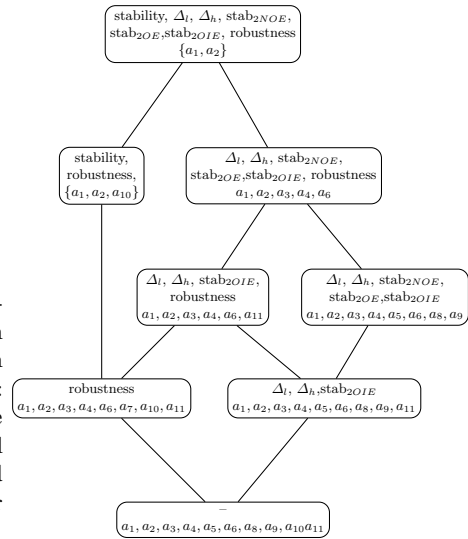 stability, Δl, Δh, stab2NOE,
stab2OE,stab2OIE, robustness
{a1, a2}
stability,
robustness,
{a1, a2, a10}
Δl, Δh, stab2NOE,
stab2OE,stab2OIE, robustness
a1, a2, a3, a4, a6
Δl, Δh, stab2OIE,
robustness
a1, a2, a3, a4, a6, a11
Δl, Δh, stab2NOE,
stab2OE,stab2OIE
a1, a2, a3, a4, a5, a6, a8, a9
robustness
a1, a2, a3, a4, a6, a7, a10, a11
Δl, Δh,stab2OIE
a1, a2, a3, a4, a5, a6, a8, a9, a11
–
a1, a2, a3, a4, a5, a6, a8, a9, a10a11